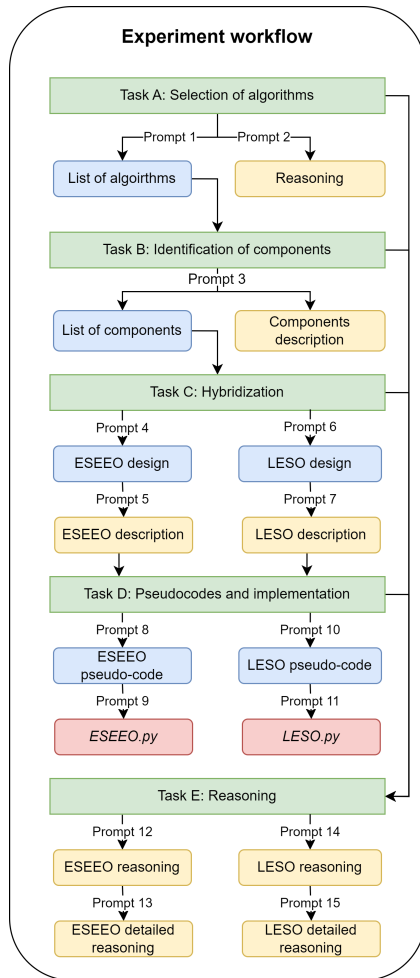 Experiment workflow
Task A: Selection of algorithms
Prompt 1
Prompt 2
List of algoirthms
Reasoning
Task B: Identification of components
Prompt 3
List of components
Components
description
Task C: Hybridization
Prompt 4
Prompt 6
ESEEO design
LESO design
Prompt 5
Prompt 7
ESEEO description
LESO description
Task D: Pseudocodes and implementation
Prompt 8
Prompt 10
ESEEO
pseudo-code
LESO pseudo-code
Prompt 9
Prompt 11
ESEEO.py
LESO.py
Task E: Reasoning
Prompt 12
Prompt 14
ESEEO reasoning
LESO reasoning
Prompt 13
Prompt 15
ESEEO detailed
reasoning
LESO detailed
reasoning